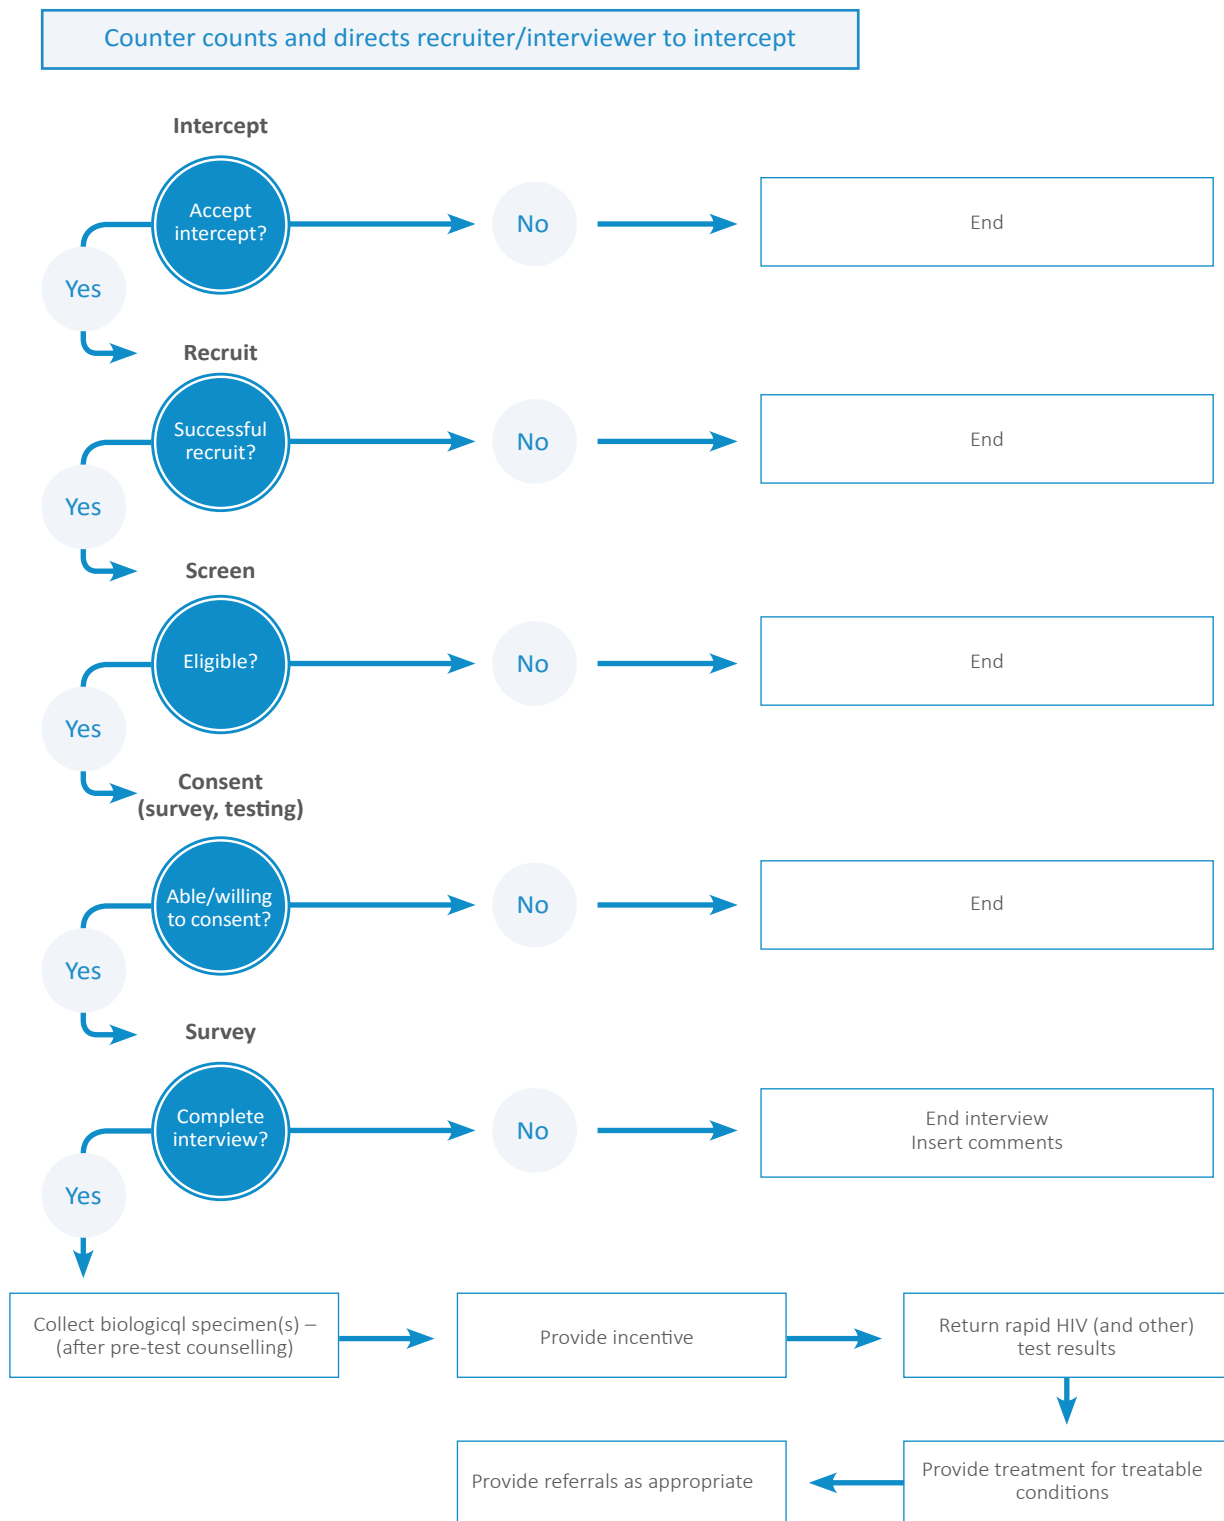 Counter counts and directs recruiter/interviewer to intercept
Intercept
Accept
intercept?
No
End
Yes
Recruit
Successful
recruit?
No
End
Yes
Screen
Eligible?
No
End
Yes
Consent
(survey, testing)
Able/willing
to consent?
No
End
Yes
Survey
Complete
interview?
No
End interview
Insert comments
Yes
Collect biologicql specimen(s) –
(after pre-test counselling)
Provide incentive
Return rapid HIV (and other)
test results
Provide referrals as appropriate
Provide treatment for treatable
conditions